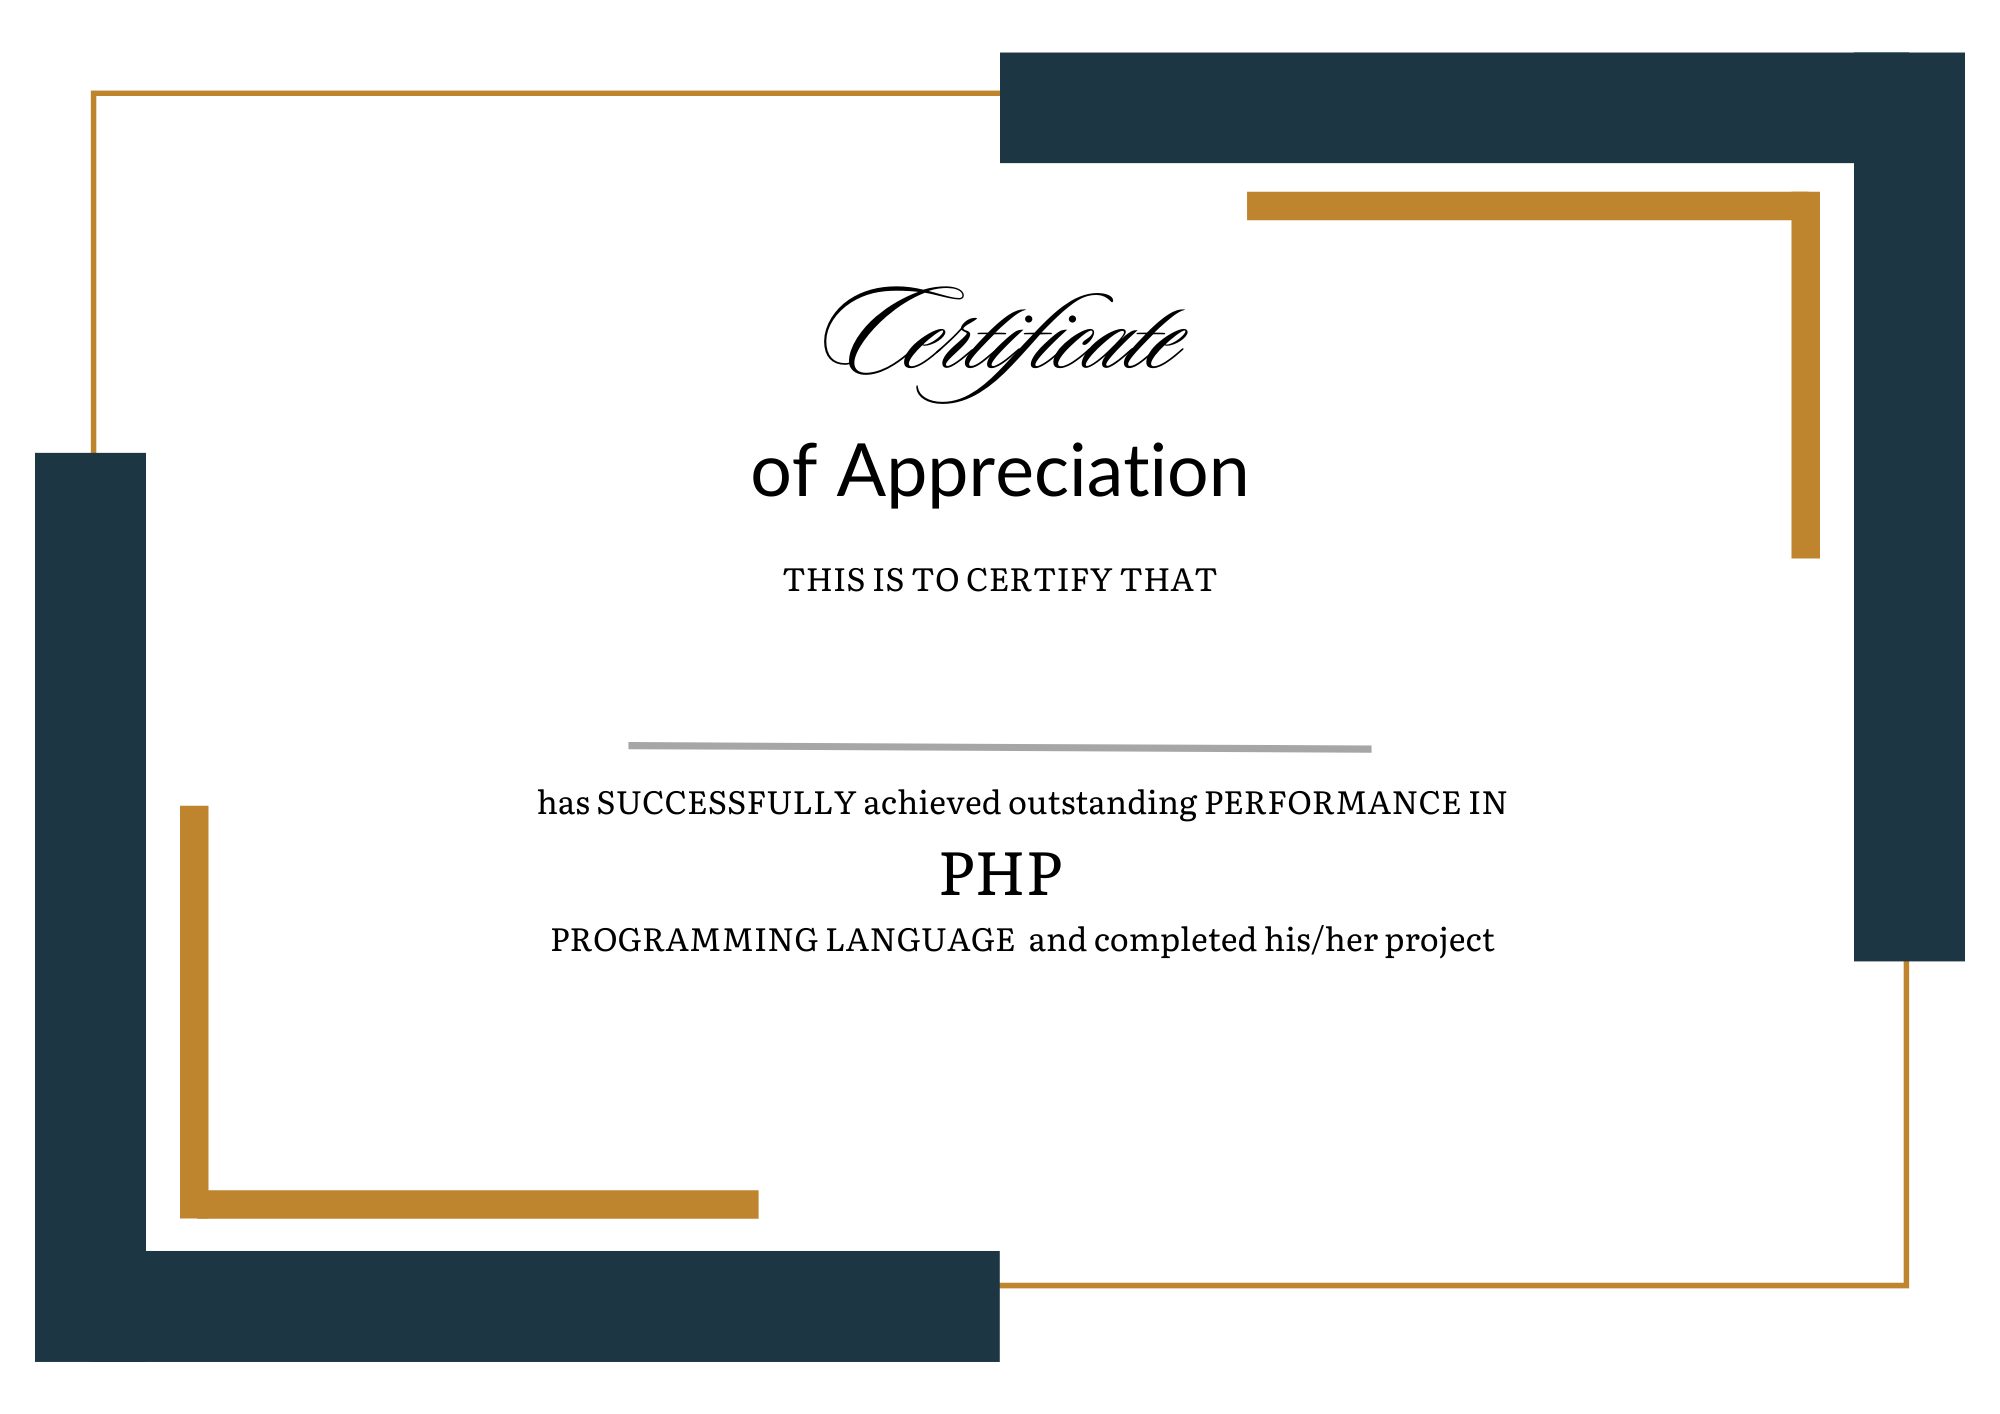 Certificate
of Appreciation
THIS IS TO CERTIFY THAT
has SUCCESSFULLY achieved outstanding PERFORMANCE IN
PHP
PROGRAMMING LANGUAGE and completed his/her project